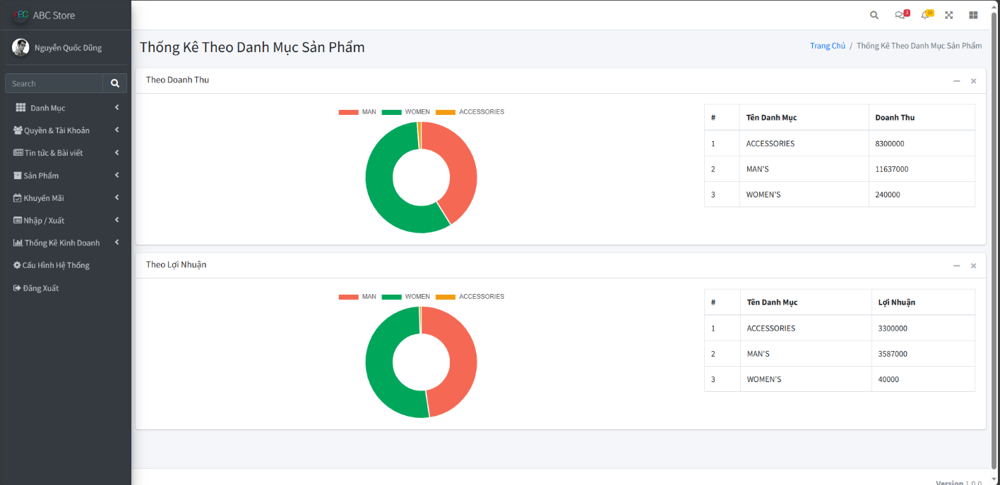 ABC ABC Store
3 15
Nguyễn Quốc Dũng
Thống Kê Theo Danh Mục Sản Phẩm
Trang Chủ / Thống Kê Theo Danh Mục Sản Phẩm
Search
Danh Mục
Quyền & Tài Khoản
Tin tức & Bài viết
Sản Phẩm
Khuyến Mãi
Nhập / Xuất
Thống Kê Kinh Doanh
Cấu Hình Hệ Thống
Đăng Xuất
Theo Doanh Thu
MAN WOMEN ACCESSORIES
# Tên Danh Mục Doanh Thu
1 ACCESSORIES 8300000
2 MAN'S 11637000
3 WOMEN'S 240000
Theo Lợi Nhuận
MAN WOMEN ACCESSORIES
# Tên Danh Mục Lợi Nhuận
1 ACCESSORIES 3300000
2 MAN'S 3587000
3 WOMEN'S 40000
Version 1.0.0